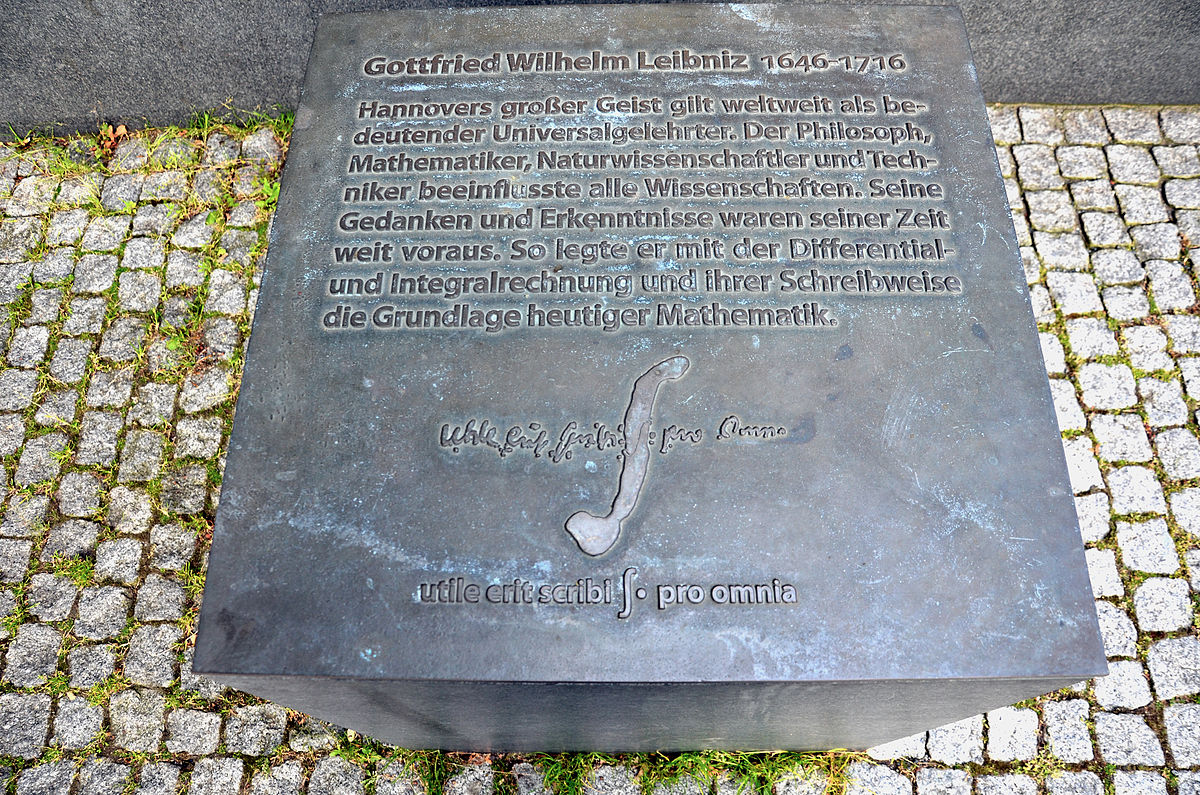 Gottfried Wilhelm Leibniz 1646-1716
Hannovers großer Geist gilt weltweit als be-
deutender Universalgelehrter. Der Philosoph,
Mathematiker, Naturwissenschaftler und Tech-
niker beeinflusste alle Wissenschaften. Seine
Gedanken und Erkenntnisse waren seiner Zeit
weit voraus. So legte er mit der Differential-
und Integralrechnung und ihrer Schreibweise
die Grundlage heutiger Mathematik.
∫ pro omn.
utile erit scribi ∫· pro omnia